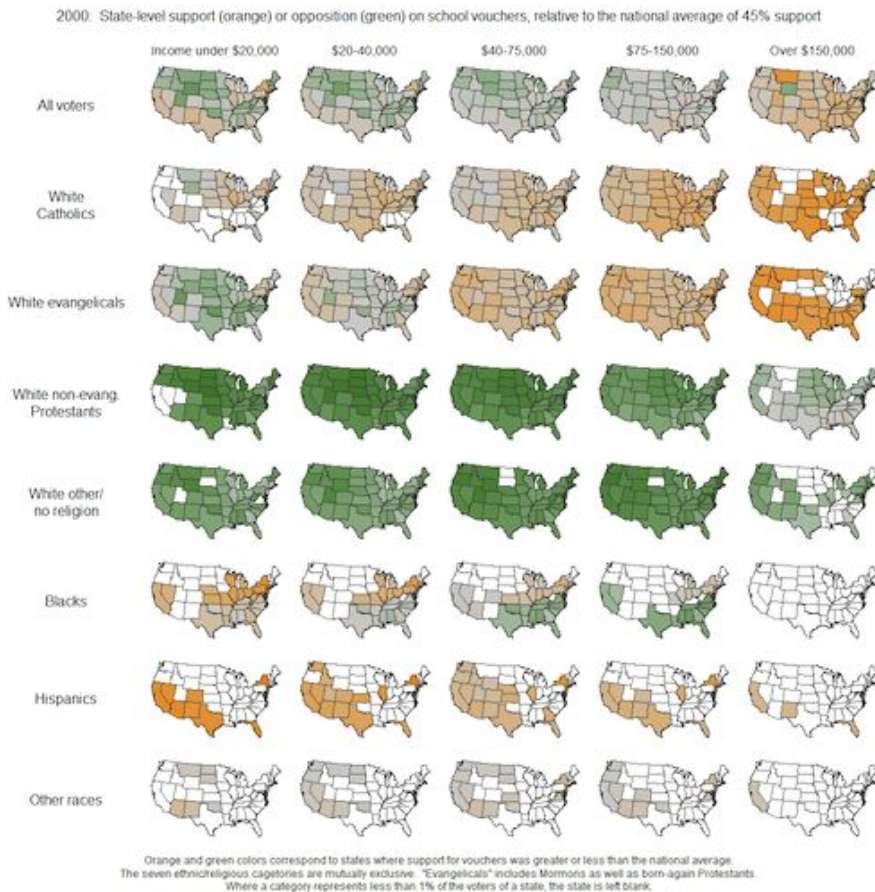 2000: State-level support (orange) or opposition (green) on school vouchers, relative to the national average of 45% support
Income under $20,000 $20-40,000 $40-75,000 $75-150,000 Over $150,000
All voters
White
Catholics
White evangelicals
White non-evang.
Protestants
White other/
no religion
Blacks
Hispanics
Other races
Orange and green colors correspond to states where support for vouchers was greater or less than the national average.
The seven ethnic/religious cagetories are mutually exclusive. "Evangelicals" includes Mormons as well as born-again Protestants.
Where a category represents less than 1% of the voters of a state, the state is left blank.